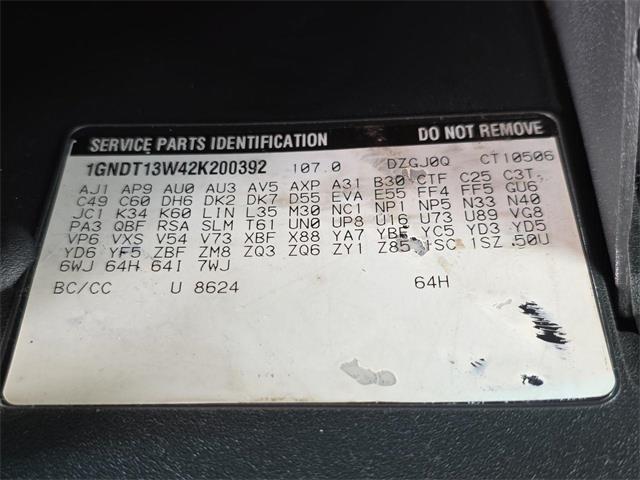 SERVICE PARTS IDENTIFICATION DO NOT REMOVE
1GNDT13W42K200392 107.0 DZGJ0Q CT10506
AJ1 AP9 AU0 AU3 AV5 AXP A31 B30 CTF C25 C3T
C49 C60 DH6 DK2 DK7 D55 EVA E55 FF4 FF5 GU6
JC1 K34 K60 LIN L35 M30 NC1 NP1 NP5 N33 N40
PA3 QBF RSA SLM T61 UN0 UP8 U16 U73 U89 VG8
VP6 VXS V54 V73 XBF X88 YA7 YBF YC5 YD3 YD5
YD6 YF5 ZBF ZM8 ZQ3 ZQ6 ZY1 Z85 1SZ .50U
6WJ 64H 64I 7WJ
BC/CC U 8624 64H